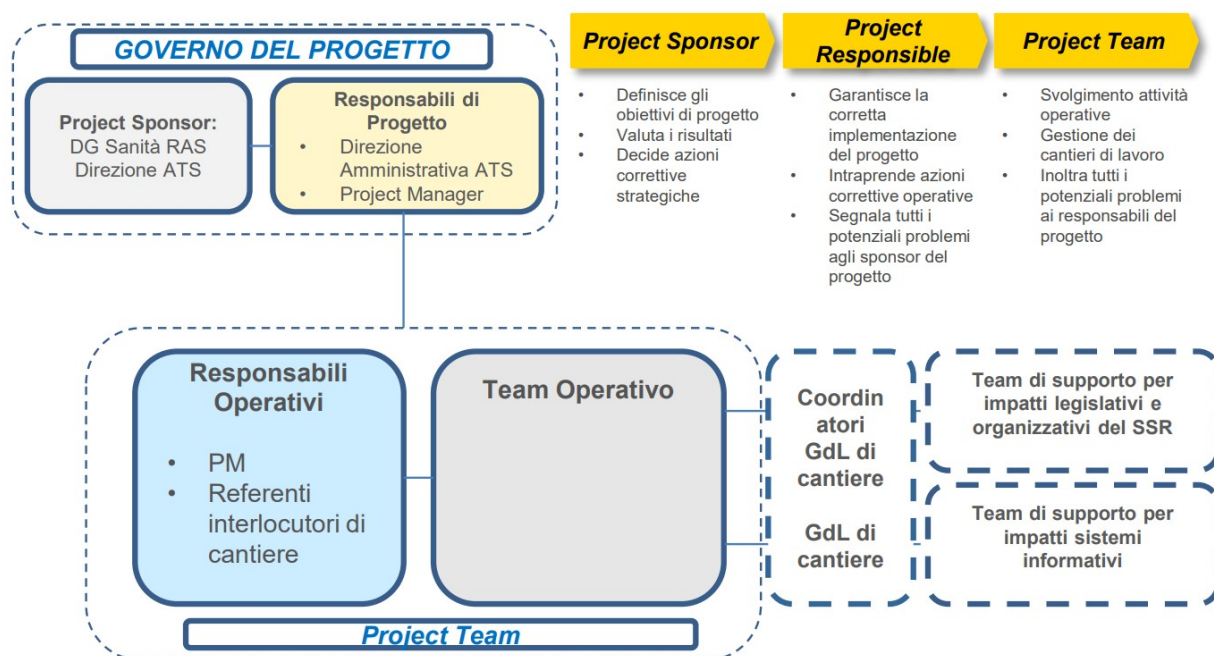 GOVERNO DEL PROGETTO
Project Sponsor:
DG Sanità RAS
Direzione ATS
Responsabili di
Progetto
• Direzione
Amministrativa ATS
• Project Manager
Project Sponsor
• Definisce gli
obiettivi di progetto
• Valuta i risultati
• Decide azioni
correttive
strategiche
Project
Responsible
• Garantisce la
corretta
implementazione
del progetto
• Intraprende azioni
correttive operative
• Segnala tutti i
potenziali problemi
agli sponsor del
progetto
Project Team
• Svolgimento attività
operative
• Gestione dei
cantieri di lavoro
• Inoltra tutti i
potenziali problemi
ai responsabili del
progetto
Responsabili
Operativi
• PM
• Referenti
interlocutori di
cantiere
Team Operativo
Project Team
Coordin
atori
GdL di
cantiere
GdL di
cantiere
Team di supporto per
impatti legislativi e
organizzativi del SSR
Team di supporto per
impatti sistemi
informativi